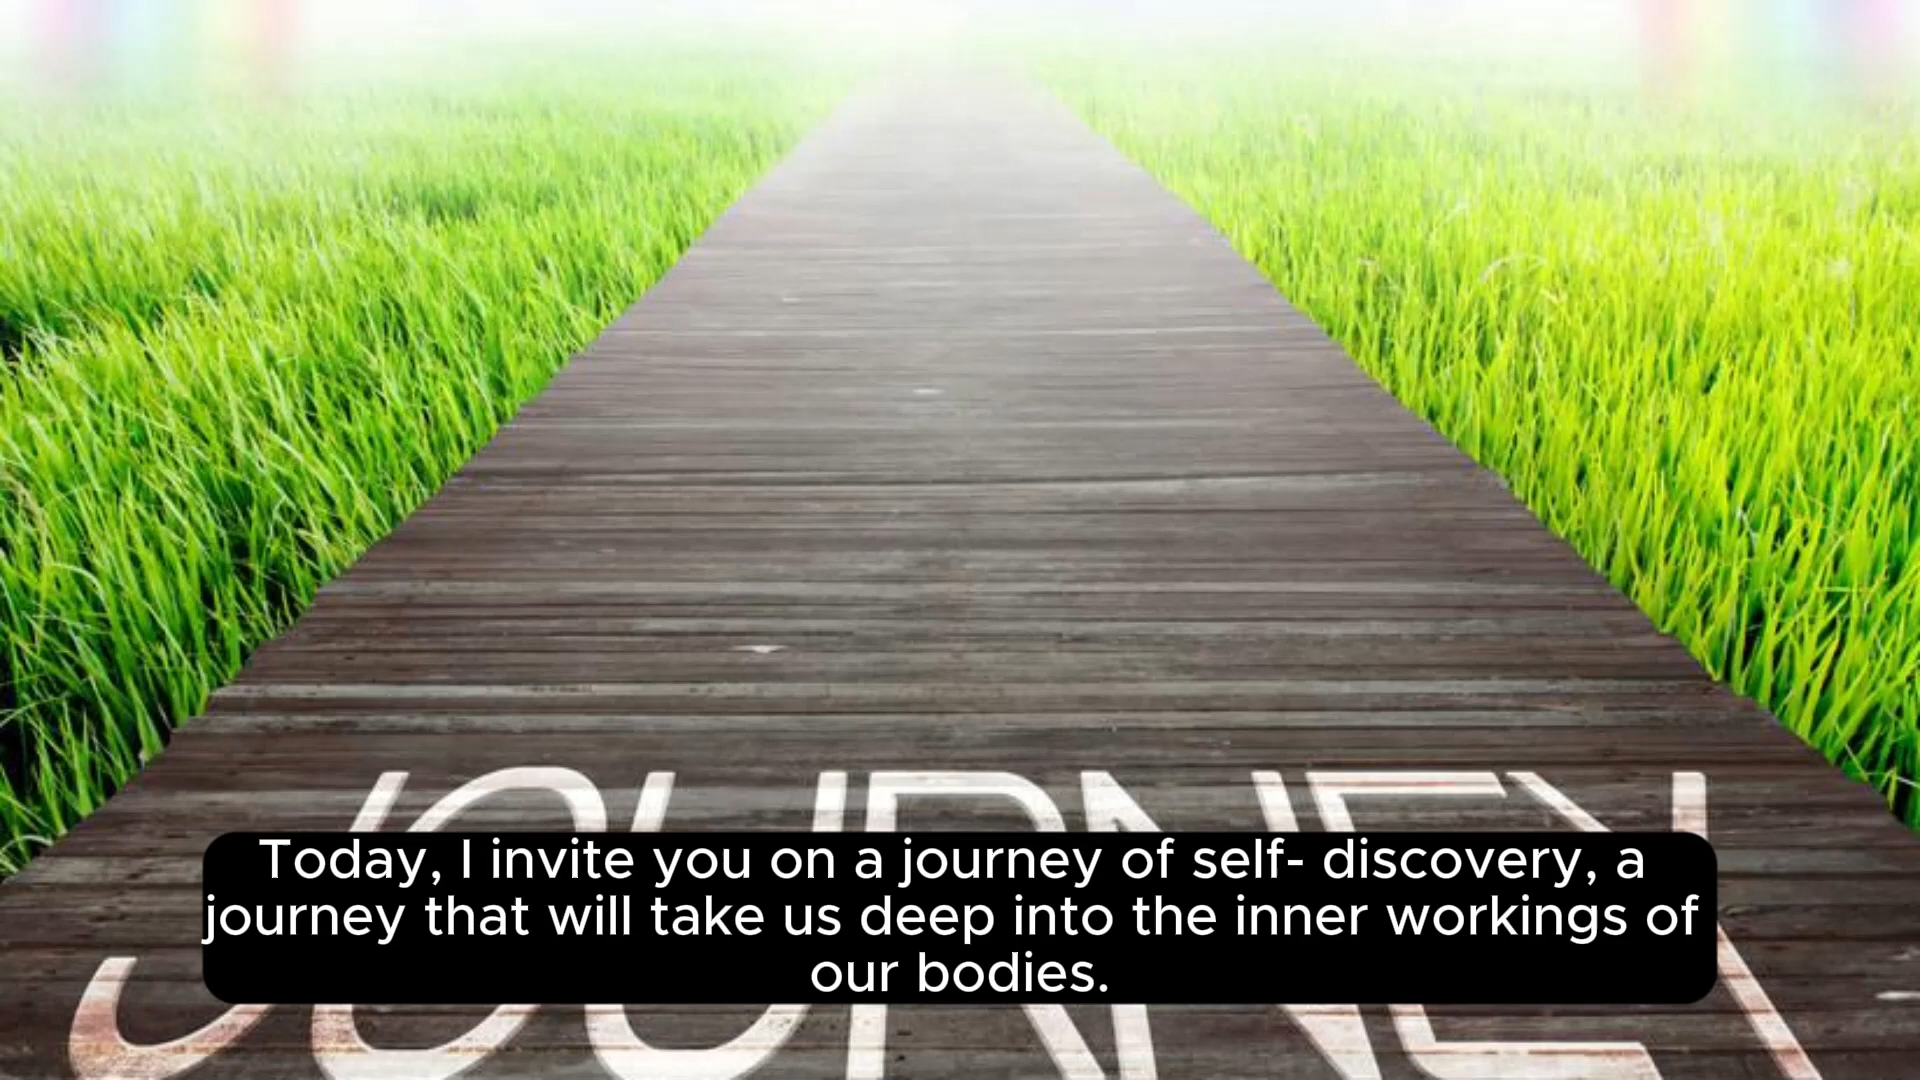 JOURNEY
Today, I invite you on a journey of self- discovery, a
journey that will take us deep into the inner workings of
our bodies.